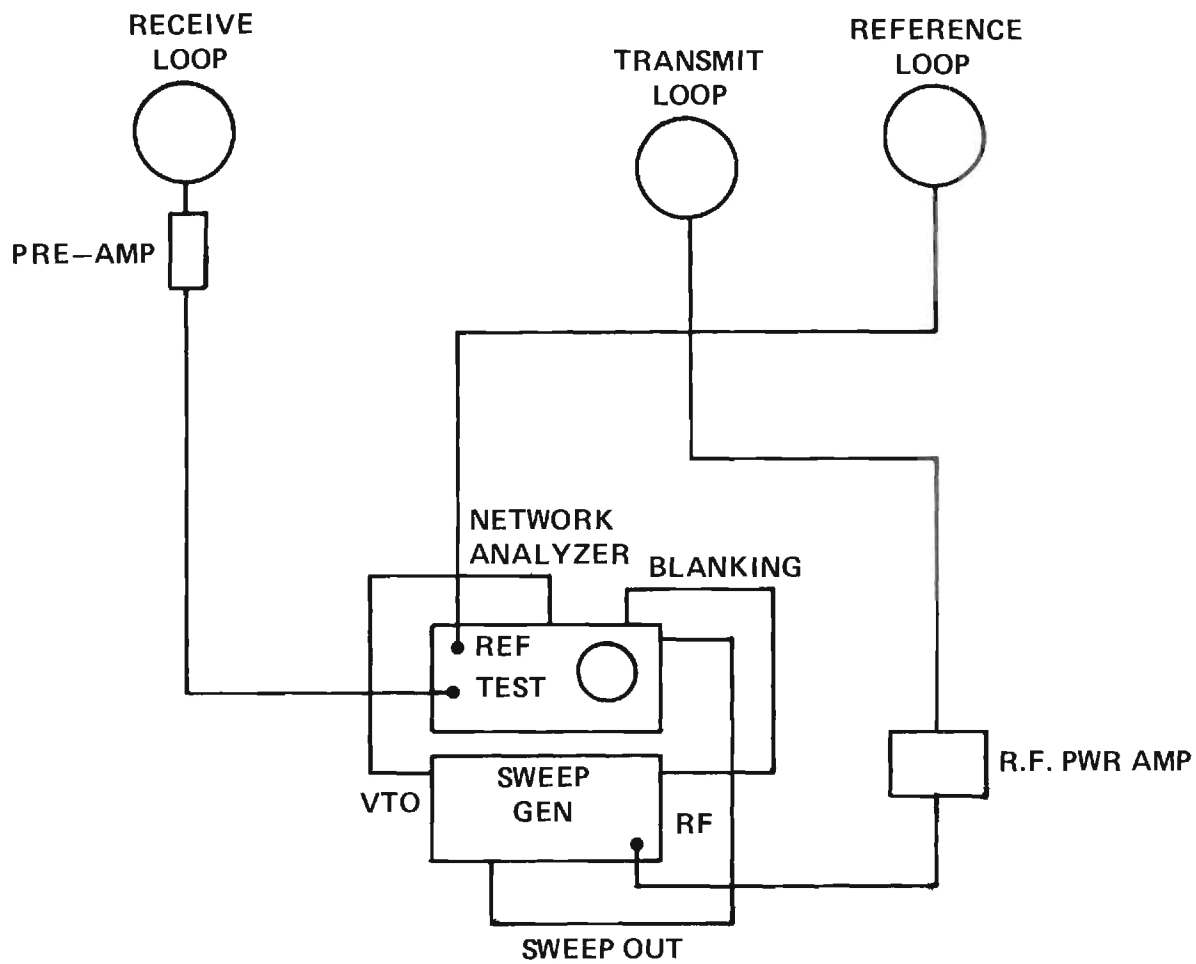 RECEIVE
LOOP
TRANSMIT
LOOP
REFERENCE
LOOP
PRE–AMP
NETWORK
ANALYZER
BLANKING
REF
TEST
SWEEP
GEN
VTO
RF
R.F. PWR AMP
SWEEP OUT